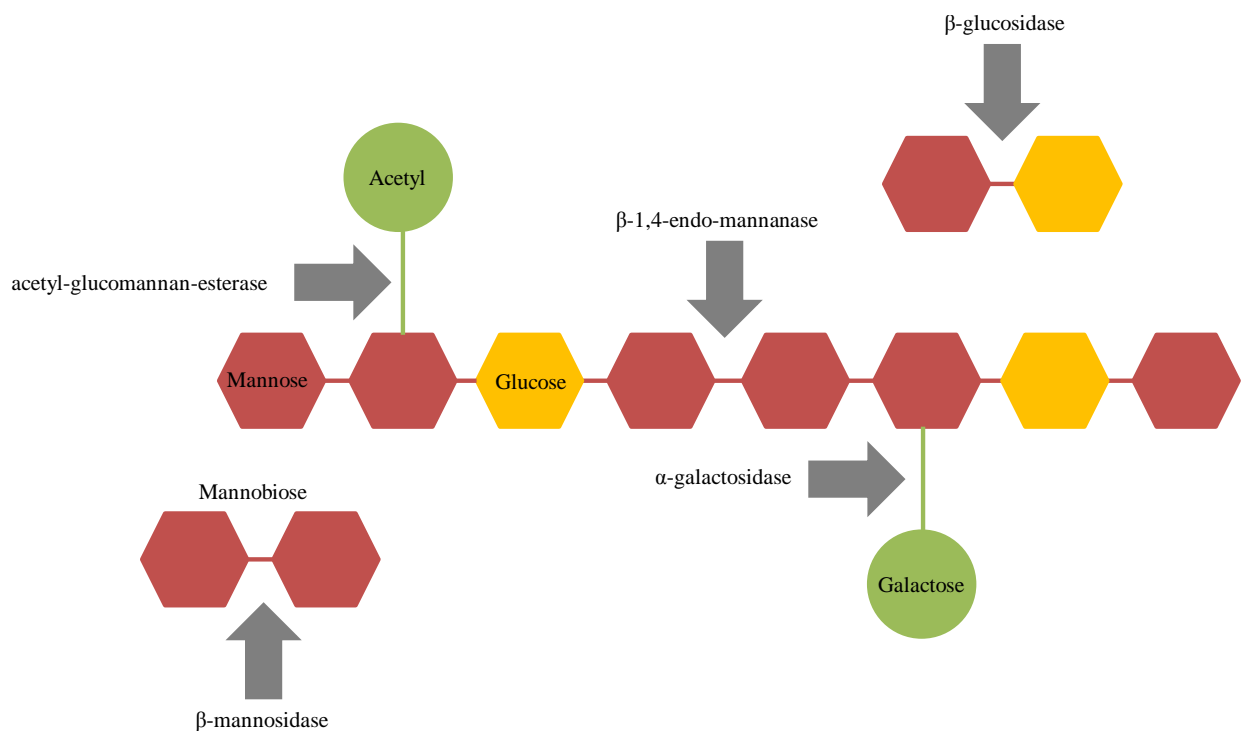 β-glucosidase
Acetyl
β-1,4-endo-mannanase
acetyl-glucomannan-esterase
Mannose
Glucose
α-galactosidase
Mannobiose
Galactose
β-mannosidase